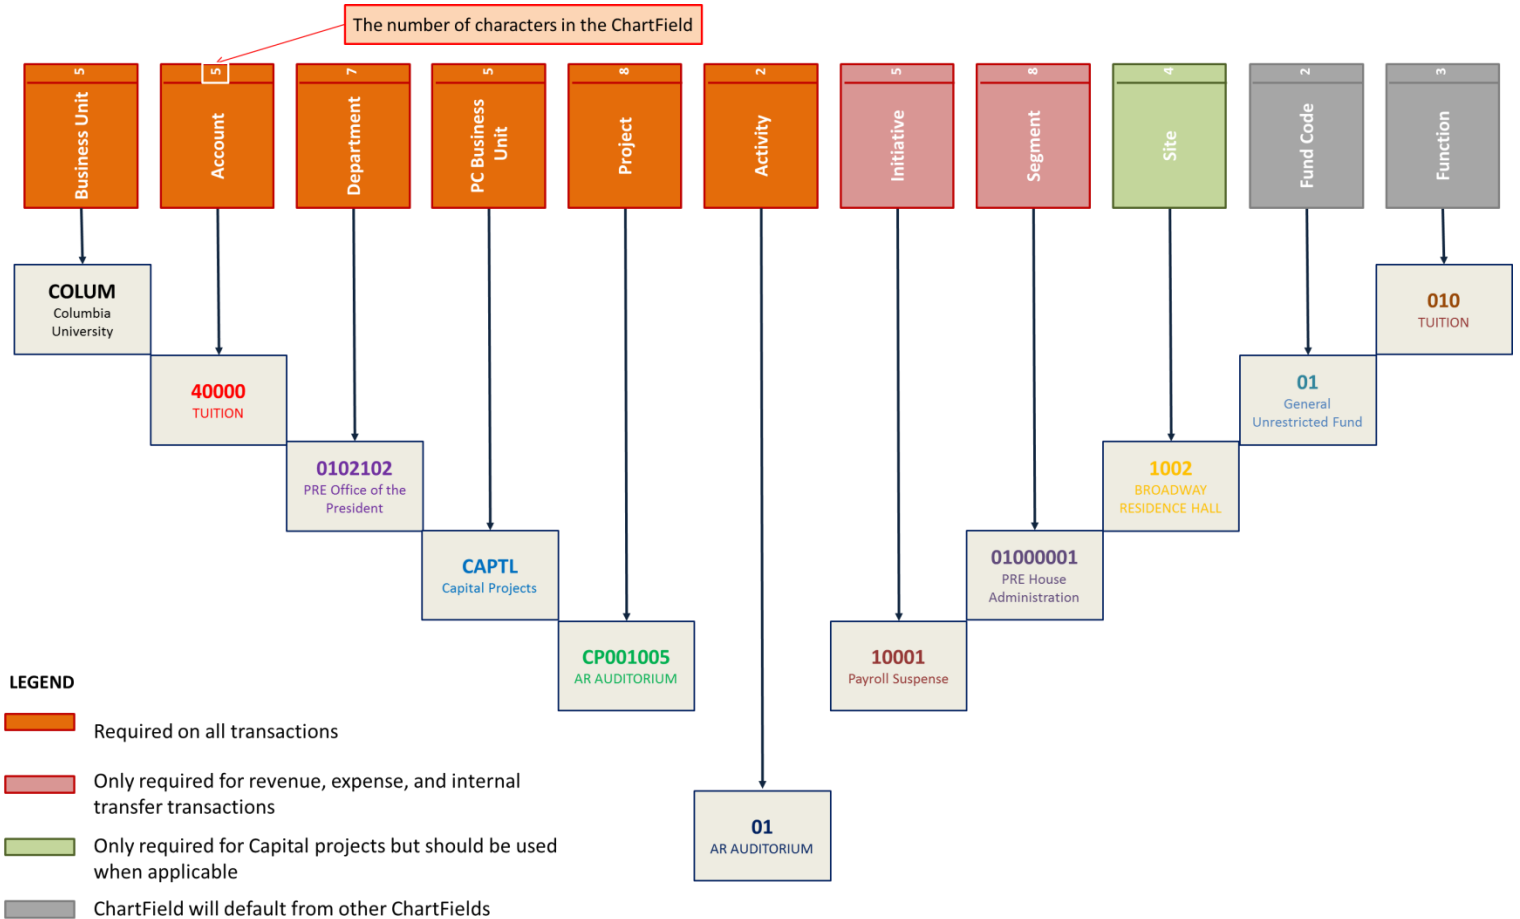 The number of characters in the ChartField
5
5
7
5
8
2
5
8
4
2
3
Business Unit
Account
Department
PC Business
Unit
Project
Activity
Initiative
Segment
Site
Fund Code
Function
COLUM
Columbia
University
40000
TUITION
0102102
PRE Office of the
President
CAPTL
Capital Projects
CP001005
AR AUDITORIUM
01
AR AUDITORIUM
10001
Payroll Suspense
01000001
PRE House
Administration
1002
BROADWAY
RESIDENCE HALL
01
General
Unrestricted Fund
010
TUITION
LEGEND
Required on all transactions
Only required for revenue, expense, and internal
transfer transactions
Only required for Capital projects but should be used
when applicable
ChartField will default from other ChartFields